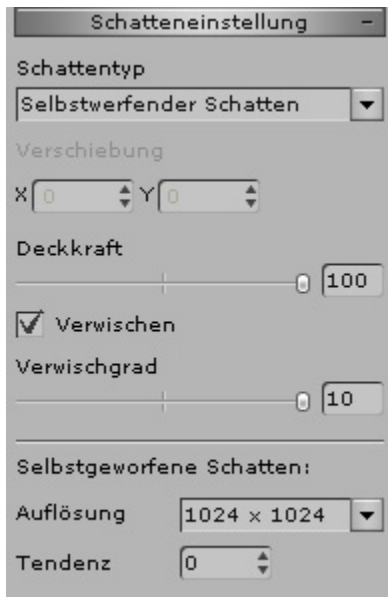 Schatteneinstellung −
Schattentyp
Selbstwerfender Schatten
Verschiebung
X 0 Y 0
Deckkraft
100
Verwischen
Verwischgrad
10
Selbstgeworfene Schatten:
Auflösung 1024 × 1024
Tendenz 0